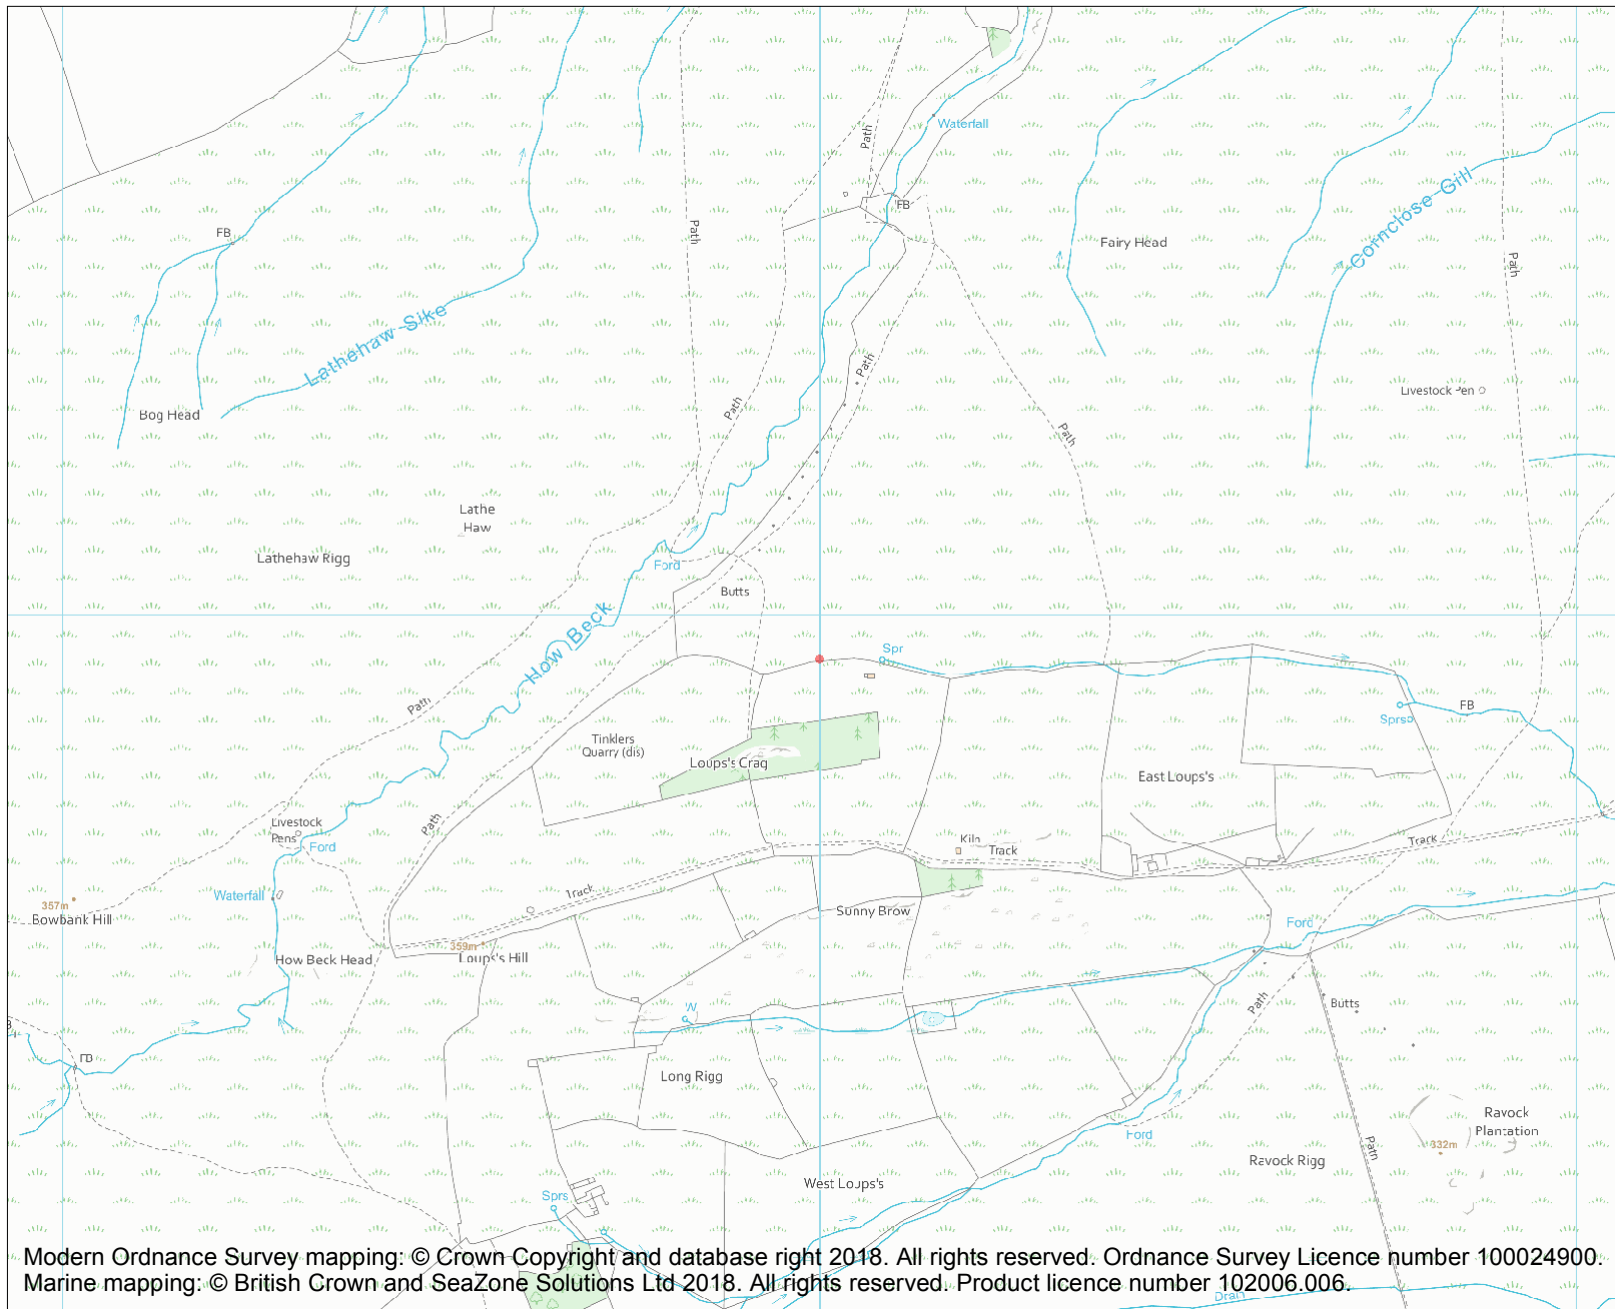 Path
Waterfall
Path
FB
FB
Path
Fairy Head
Cornclose Gill
Path
Lathehaw Sike
Path
Livestock Pen
Bog Head
Path
Path
Lathe
Haw
Lathehaw Rigg
Ford
Butts
How Beck
Spr
Path
FB
Sprs
Tinklers
Quarry (dis)
Loups's Crag
East Loups's
Livestock
Pens
Path
Ford
Kiln
Track
Track
Track
Waterfall
357m
Bowbank Hill
Sunny Brow
Ford
359m
Loups's Hill
How Beck Head
W
Path
Butts
FB
Long Rigg
Ravock
Plantation
332m
Ford
Path
Ravock Rigg
West Loups's
Sprs
Modern Ordnance Survey mapping: © Crown Copyright and database right 2018. All rights reserved. Ordnance Survey Licence number 100024900.
Marine mapping: © British Crown and SeaZone Solutions Ltd 2018. All rights reserved. Product licence number 102006.006.
Drain